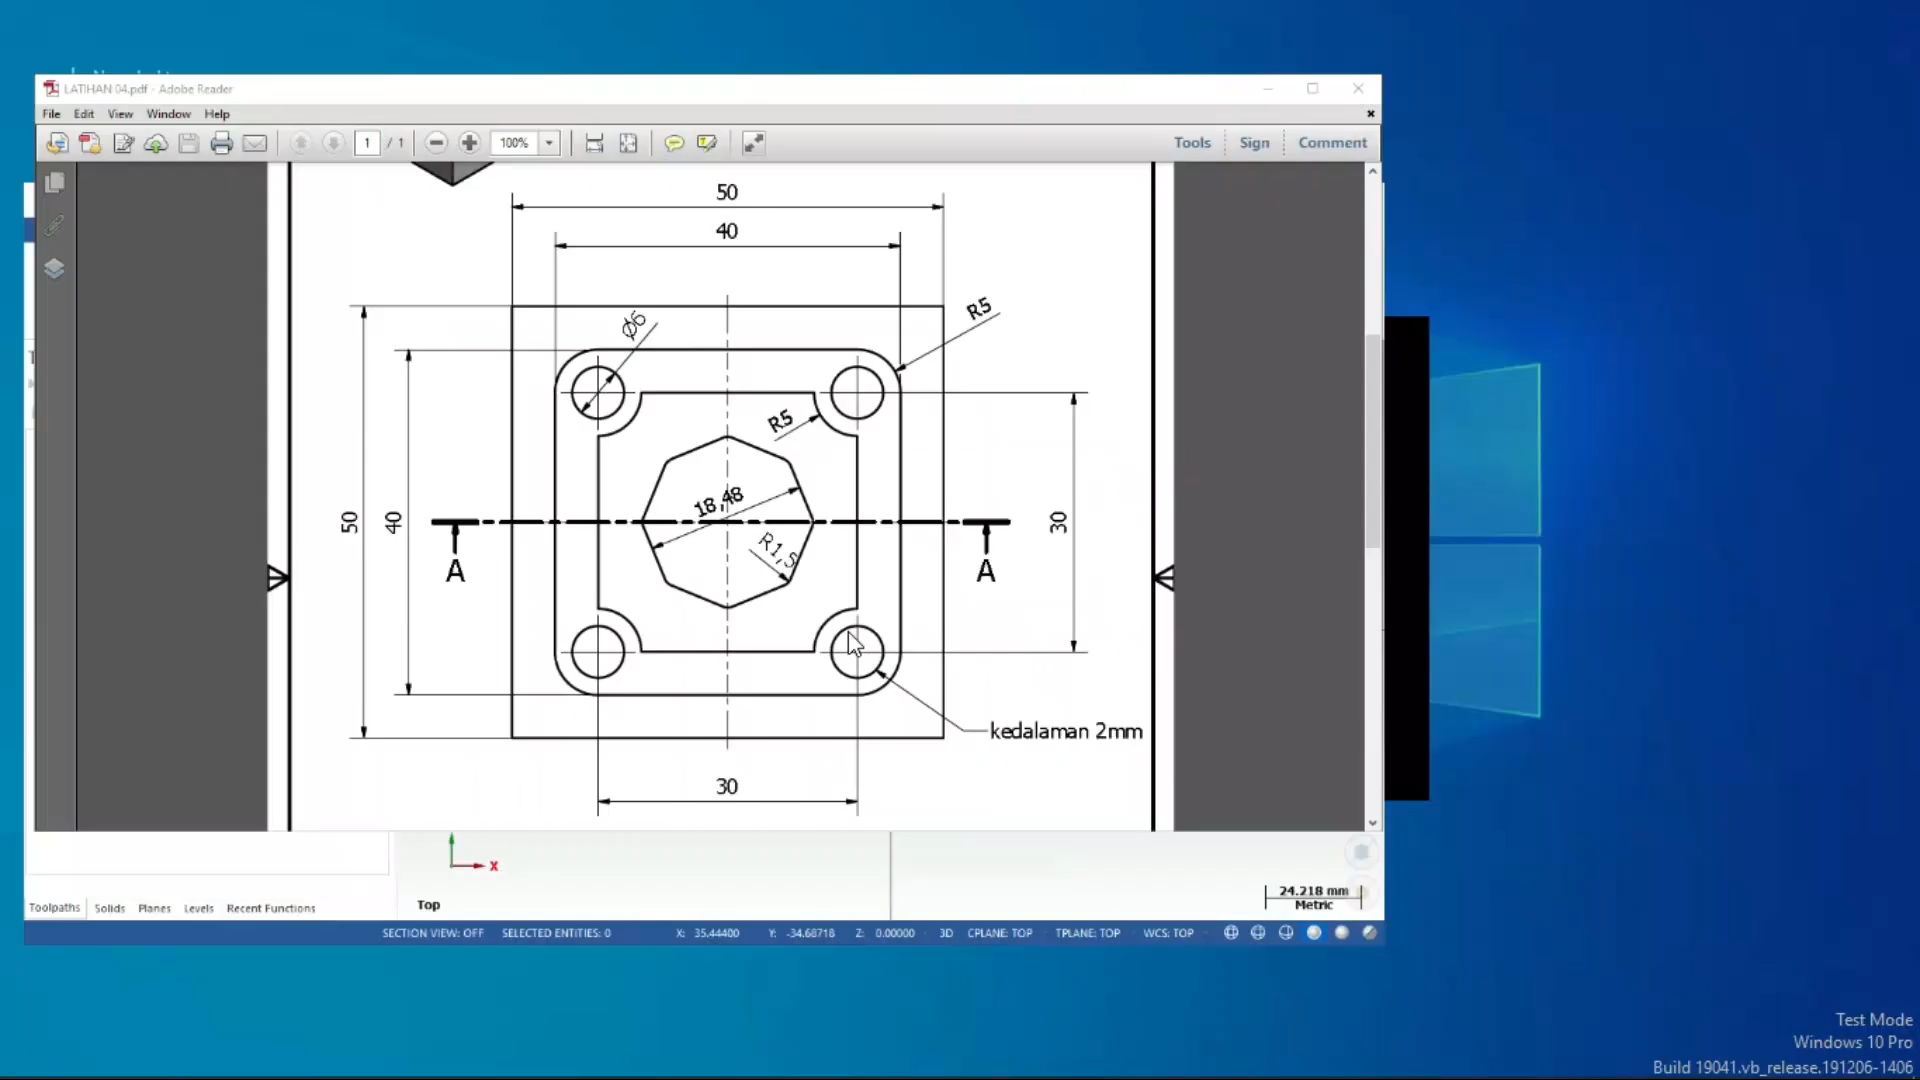 LATIHAN 04.pdf - Adobe Reader
File Edit View Window Help
1 / 1 100% Tools Sign Comment
50
40
R5
Ø6
R5
18,48
50
40
30
R1,5
A
A
kedalaman 2mm
30
X
24.218 mm
Metric
Top
Toolpaths Solids Planes Levels Recent Functions
SECTION VIEW: OFF SELECTED ENTITIES: 0 X: 35.44400 Y: -34.68718 Z: 0.00000 3D CPLANE: TOP TPLANE: TOP WCS: TOP
Test Mode
Windows 10 Pro
Build 19041.vb_release.191206-1406